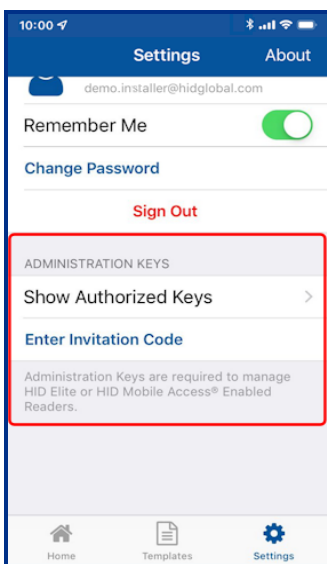 10:00
Settings
About
demo.installer@hidglobal.com
Remember Me
Change Password
Sign Out
ADMINISTRATION KEYS
Show Authorized Keys
Enter Invitation Code
Administration Keys are required to manage
HID Elite or HID Mobile Access® Enabled
Readers.
Home
Templates
Settings